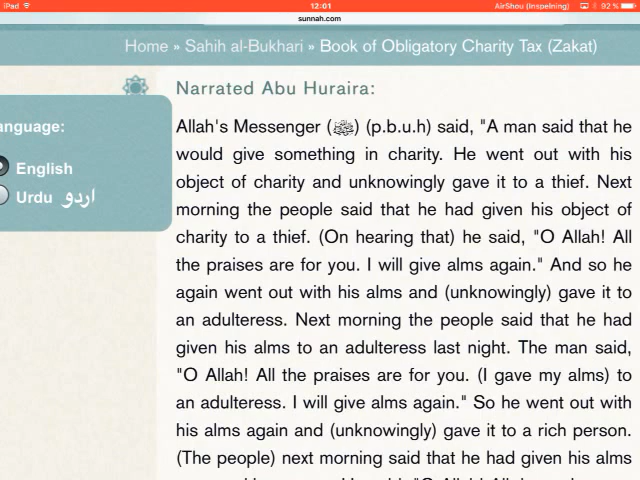 iPad 12:01 AirShou (Inspelning) 92 %
sunnah.com
Home » Sahih al-Bukhari » Book of Obligatory Charity Tax (Zakat)
anguage:
English
Urdu اردو
Narrated Abu Huraira:
Allah's Messenger (ﷺ) (p.b.u.h) said, "A man said that he
would give something in charity. He went out with his
object of charity and unknowingly gave it to a thief. Next
morning the people said that he had given his object of
charity to a thief. (On hearing that) he said, "O Allah! All
the praises are for you. I will give alms again." And so he
again went out with his alms and (unknowingly) gave it to
an adulteress. Next morning the people said that he had
given his alms to an adulteress last night. The man said,
"O Allah! All the praises are for you. (I gave my alms) to
an adulteress. I will give alms again." So he went out with
his alms again and (unknowingly) gave it to a rich person.
(The people) next morning said that he had given his alms